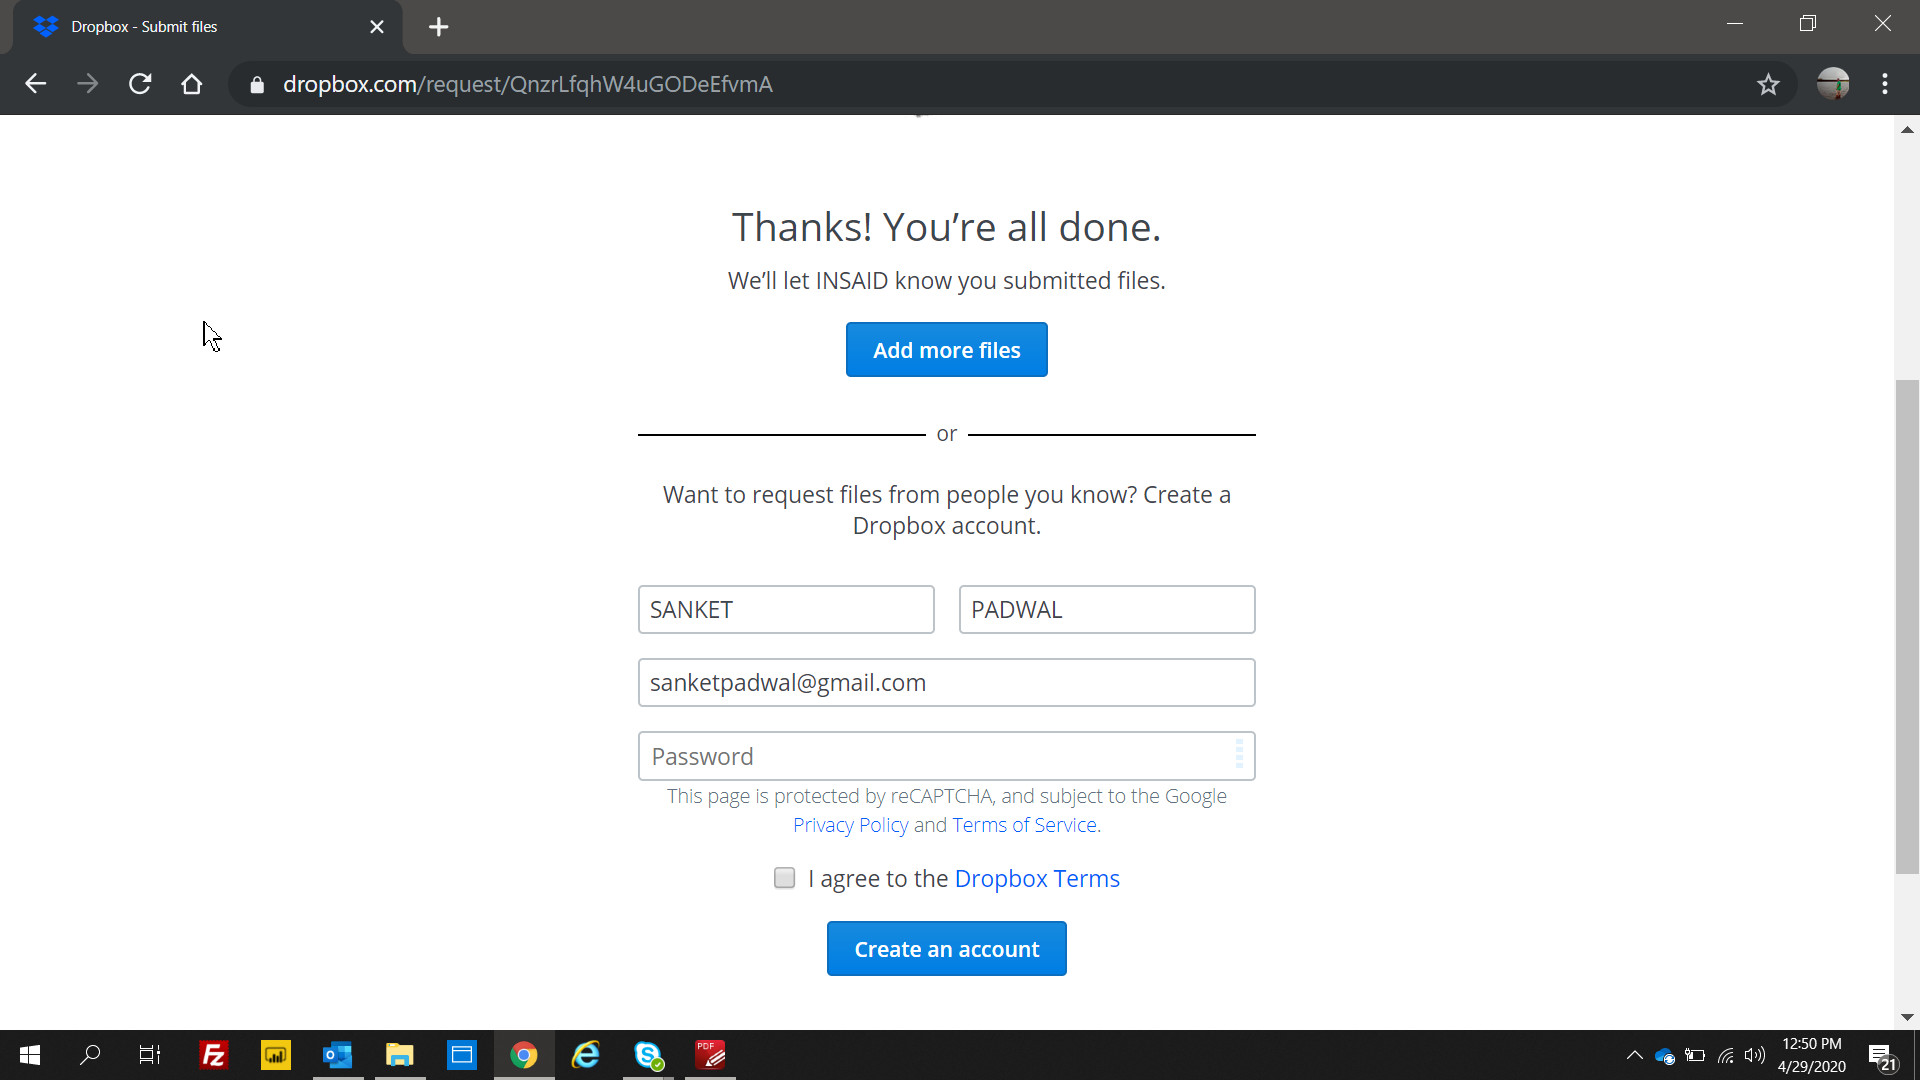 Dropbox - Submit files
dropbox.com/request/QnzrLfqhW4uGODeEfvmA
Thanks! You’re all done.
We’ll let INSAID know you submitted files.
Add more files
or
Want to request files from people you know? Create a
Dropbox account.
SANKET PADWAL
sanketpadwal@gmail.com
Password
This page is protected by reCAPTCHA, and subject to the Google
Privacy Policy and Terms of Service.
I agree to the Dropbox Terms
Create an account
PDF
12:50 PM
4/29/2020
21